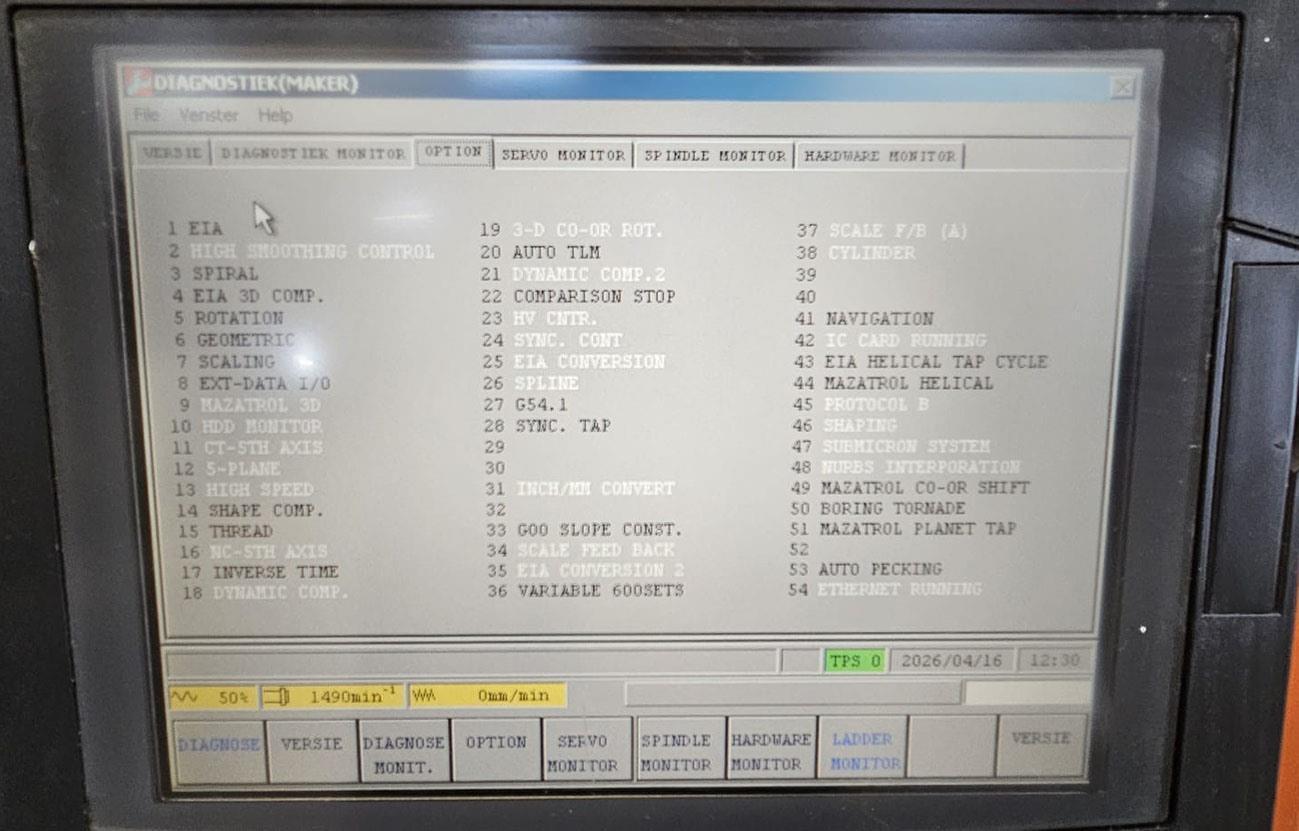 DIAGNOSTIEK(MAKER)
File Venster Help
VERSIE DIAGNOSTIEK MONITOR OPTION SERVO MONITOR SPINDLE MONITOR HARDWARE MONITOR
1 EIA
2 HIGH SMOOTHING CONTROL
3 SPIRAL
4 EIA 3D COMP.
5 ROTATION
6 GEOMETRIC
7 SCALING
8 EXT-DATA I/O
9 MAZATROL 3D
10 HDD MONITOR
11 CT-5TH AXIS
12 5-PLANE
13 HIGH SPEED
14 SHAPE COMP.
15 THREAD
16 NC-5TH AXIS
17 INVERSE TIME
18 DYNAMIC COMP.
19 3-D CO-OR ROT.
20 AUTO TLM
21 DYNAMIC COMP.2
22 COMPARISON STOP
23 HV CNTR.
24 SYNC. CONT
25 EIA CONVERSION
26 SPLINE
27 G54.1
28 SYNC. TAP
29
30
31 INCH/MM CONVERT
32
33 G00 SLOPE CONST.
34 SCALE FEED BACK
35 EIA CONVERSION 2
36 VARIABLE 600SETS
37 SCALE F/B (A)
38 CYLINDER
39
40
41 NAVIGATION
42 IC CARD RUNNING
43 EIA HELICAL TAP CYCLE
44 MAZATROL HELICAL
45 PROTOCOL B
46 SHAPING
47 SUBMICRON SYSTEM
48 NURBS INTERPORATION
49 MAZATROL CO-OR SHIFT
50 BORING TORNADE
51 MAZATROL PLANET TAP
52
53 AUTO PECKING
54 ETHERNET RUNNING
TPS 0 2026/04/16 12:30
50% 1490min-1 0mm/min
DIAGNOSE VERSIE DIAGNOSE MONIT. OPTION SERVO MONITOR SPINDLE MONITOR HARDWARE MONITOR LADDER MONITOR VERSIE